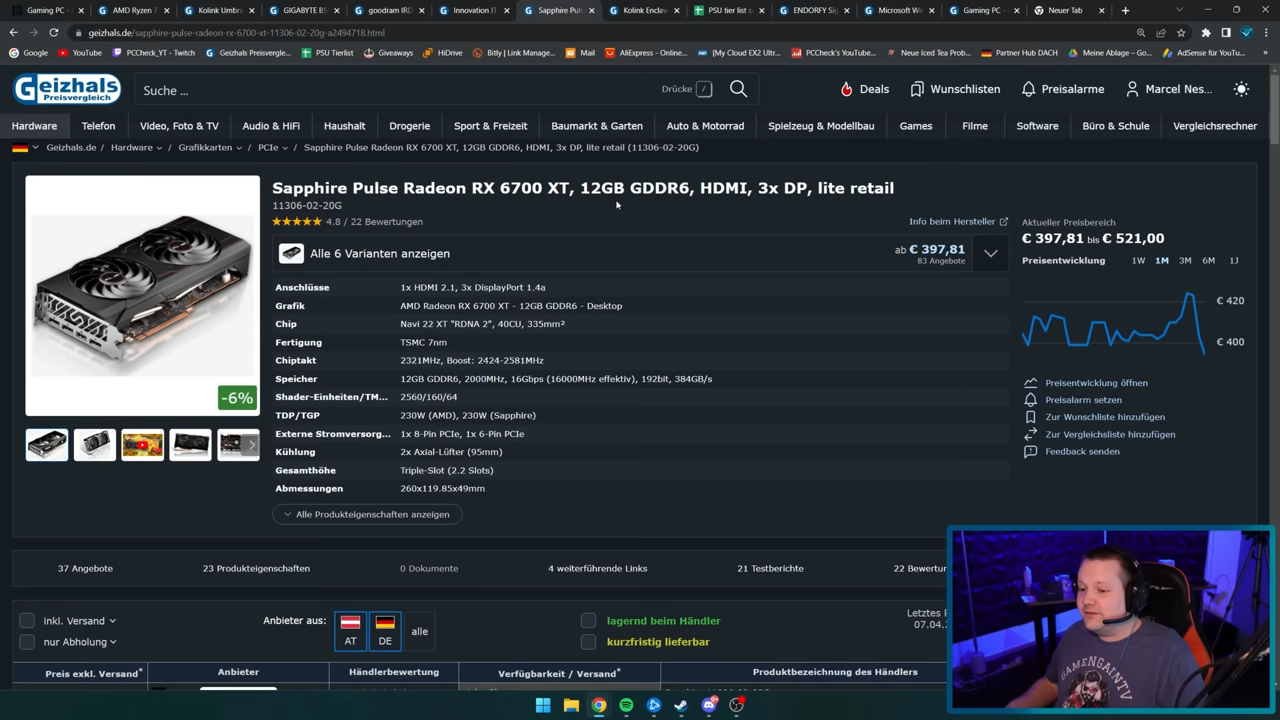 Gaming PC -
AMD Ryzen 7
Kolink Umbra
GIGABYTE B5
goodram IRD
Innovation IT
Sapphire Puls
Kolink Enclave
PSU tier list s
ENDORFY Sig
Microsoft Wi
Gaming PC -
Neuer Tab
geizhals.de/sapphire-pulse-radeon-rx-6700-xt-11306-02-20g-a2494718.html
Google
YouTube
PCCheck_YT - Twitch
Geizhals Preisvergle...
PSU Tierlist
Giveaways
HiDrive
Bitly | Link Manage...
Mail
AliExpress - Online...
[My Cloud EX2 Ultr...
PCCheck's YouTube...
Neue Iced Tea Prob...
Partner Hub DACH
Meine Ablage – Go...
AdSense für YouTu...
Geizhals
Preisvergleich
Suche ...
Drücke /
Deals
Wunschlisten
Preisalarme
Marcel Nes...
Hardware
Telefon
Video, Foto & TV
Audio & HiFi
Haushalt
Drogerie
Sport & Freizeit
Baumarkt & Garten
Auto & Motorrad
Spielzeug & Modellbau
Games
Filme
Software
Büro & Schule
Vergleichsrechner
Geizhals.de / Hardware / Grafikkarten / PCIe / Sapphire Pulse Radeon RX 6700 XT, 12GB GDDR6, HDMI, 3x DP, lite retail (11306-02-20G)
Sapphire Pulse Radeon RX 6700 XT, 12GB GDDR6, HDMI, 3x DP, lite retail
11306-02-20G
4.8 / 22 Bewertungen
Info beim Hersteller
Alle 6 Varianten anzeigen
ab € 397,81
83 Angebote
Anschlüsse 1x HDMI 2.1, 3x DisplayPort 1.4a
Grafik AMD Radeon RX 6700 XT - 12GB GDDR6 - Desktop
Chip Navi 22 XT "RDNA 2", 40CU, 335mm²
Fertigung TSMC 7nm
Chiptakt 2321MHz, Boost: 2424-2581MHz
Speicher 12GB GDDR6, 2000MHz, 16Gbps (16000MHz effektiv), 192bit, 384GB/s
Shader-Einheiten/TM... 2560/160/64
TDP/TGP 230W (AMD), 230W (Sapphire)
Externe Stromversorg... 1x 8-Pin PCIe, 1x 6-Pin PCIe
Kühlung 2x Axial-Lüfter (95mm)
Gesamthöhe Triple-Slot (2.2 Slots)
Abmessungen 260x119.85x49mm
Alle Produkteigenschaften anzeigen
-6%
Aktueller Preisbereich
€ 397,81 bis € 521,00
Preisentwicklung 1W 1M 3M 6M 1J
€ 420
€ 400
Preisentwicklung öffnen
Preisalarm setzen
Zur Wunschliste hinzufügen
Zur Vergleichsliste hinzufügen
Feedback senden
37 Angebote
23 Produkteigenschaften
0 Dokumente
4 weiterführende Links
21 Testberichte
22 Bewertun
inkl. Versand
nur Abholung
Anbieter aus:
AT
DE
alle
lagernd beim Händler
kurzfristig lieferbar
Letztes
07.04.2
Preis exkl. Versand*
Anbieter
Händlerbewertung
Verfügbarkeit / Versand*
Produktbezeichnung des Händlers
GAMENGANTV